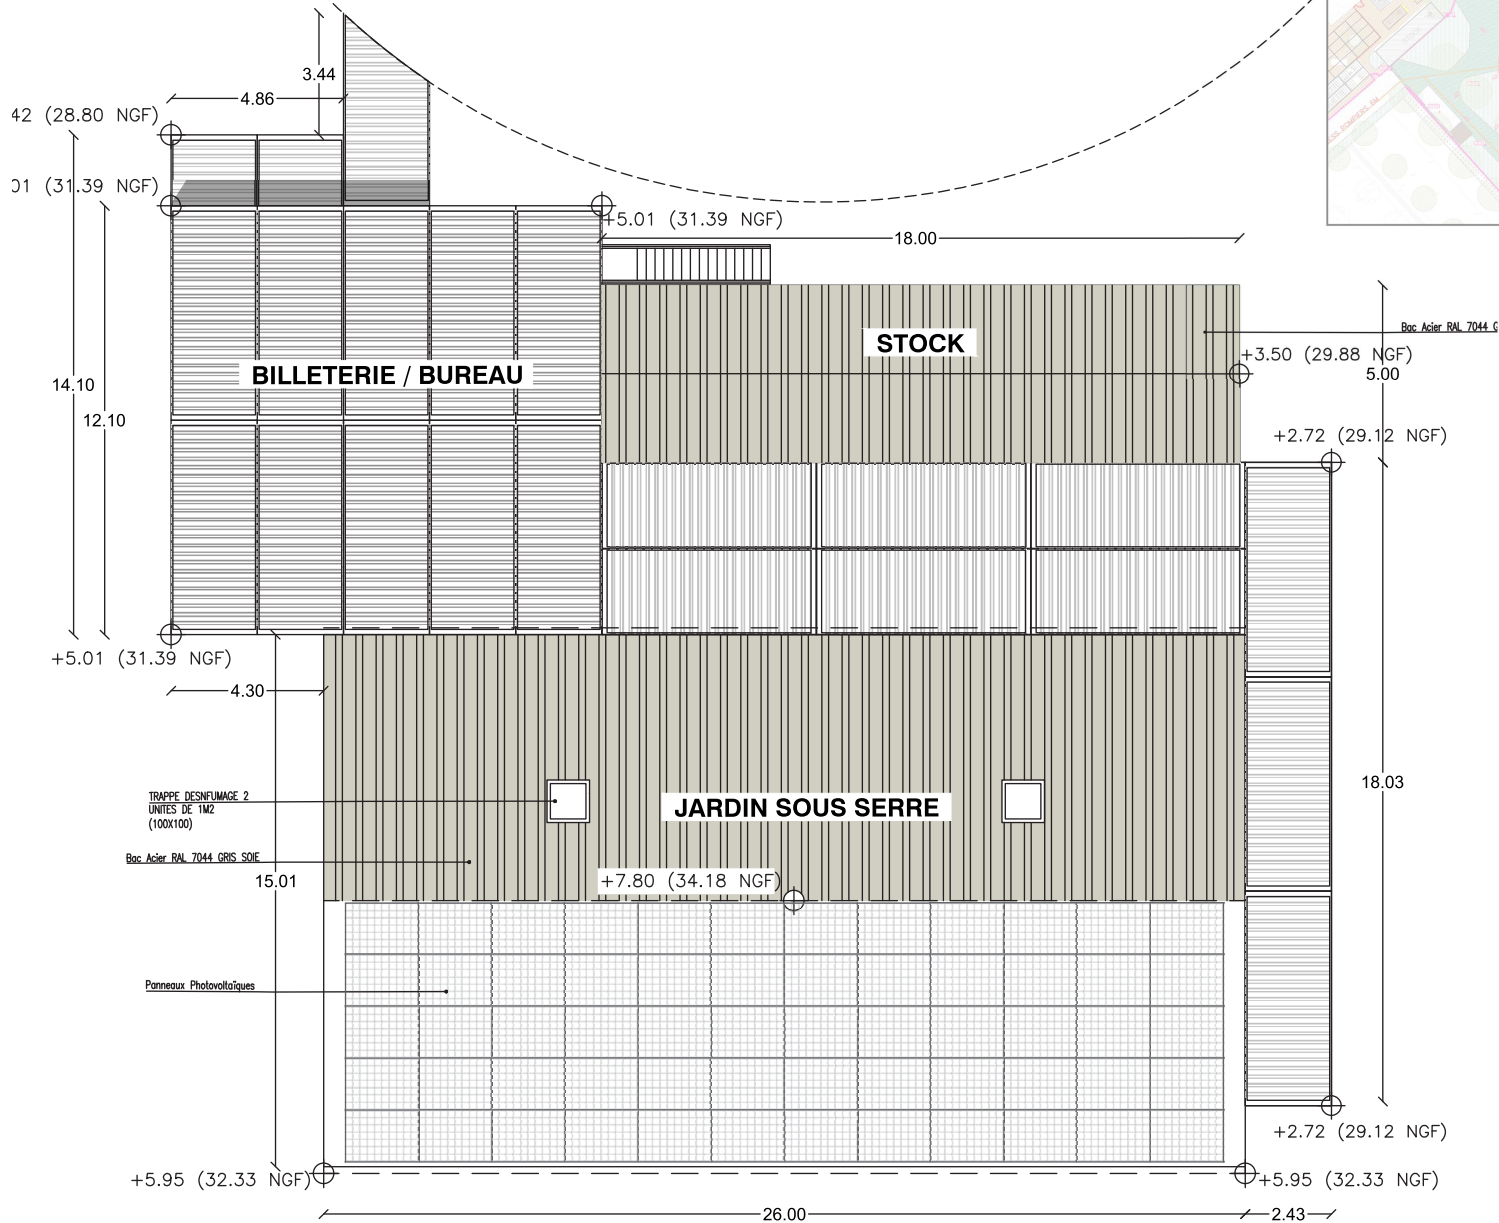 3.44
4.86
42 (28.80 NGF)
01 (31.39 NGF)
+5.01 (31.39 NGF)
18.00
STOCK
Bac Acier RAL 7044 G
+3.50 (29.88 NGF)
5.00
BILLETERIE / BUREAU
14.10
12.10
+2.72 (29.12 NGF)
+5.01 (31.39 NGF)
4.30
18.03
TRAPPE DESNFUMAGE 2
UNITES DE 1M2
(100X100)
JARDIN SOUS SERRE
Bac Acier RAL 7044 GRIS SOIE
15.01
+7.80 (34.18 NGF)
Panneaux Photovoltaïques
+2.72 (29.12 NGF)
+5.95 (32.33 NGF)
+5.95 (32.33 NGF)
26.00
2.43